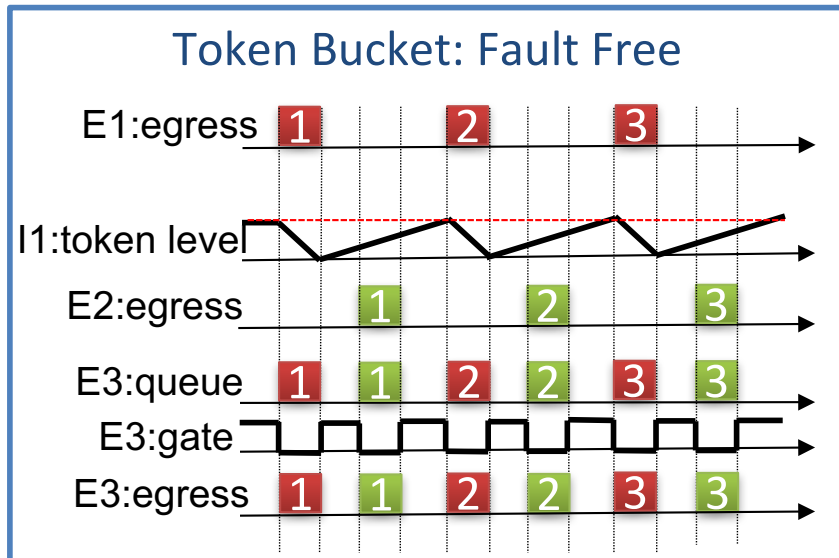 Token Bucket: Fault Free
E1:egress 1 2 3
I1:token level
E2:egress 1 2 3
E3:queue 1 1 2 2 3 3
E3:gate
E3:egress 1 1 2 2 3 3